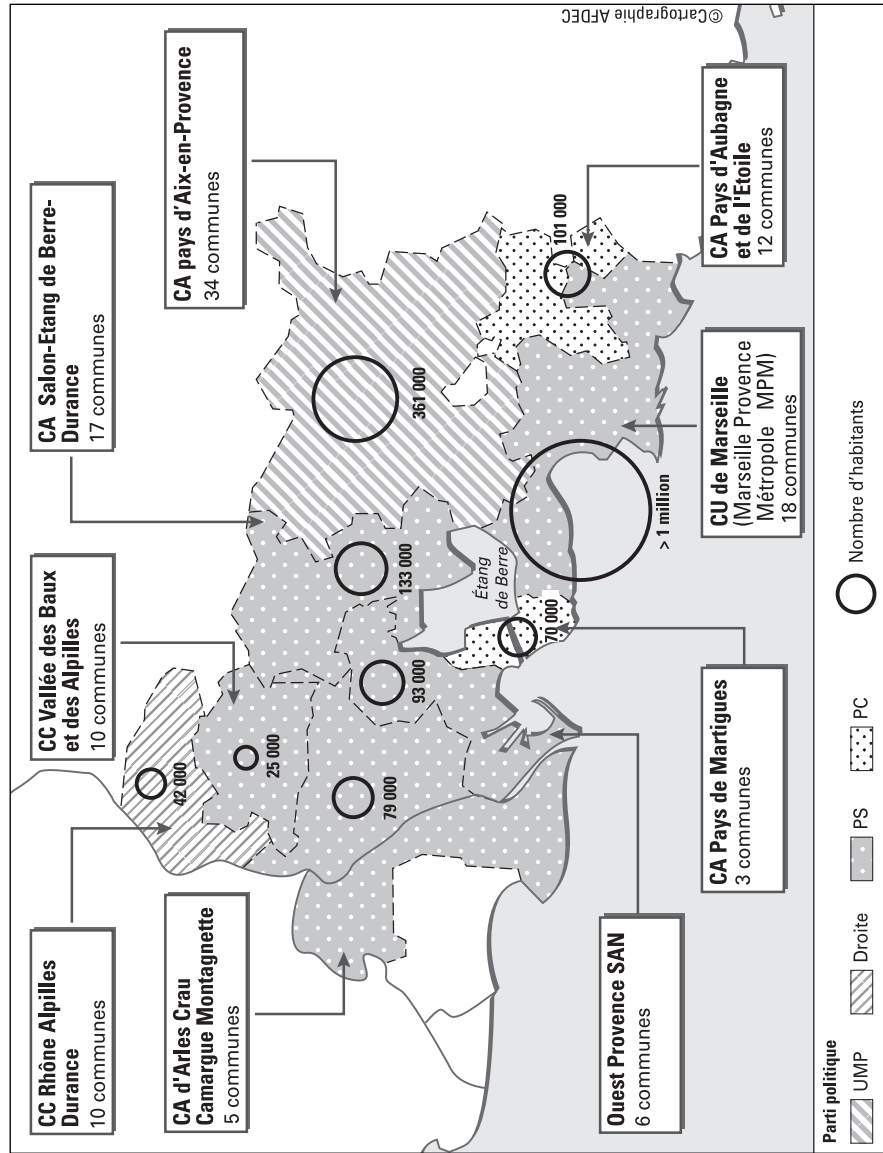 CC Rhône Alpilles
Durance
10 communes
CC Vallée des Baux
et des Alpilles
10 communes
CA Salon-Etang de Berre-
Durance
17 communes
CA pays d'Aix-en-Provence
34 communes
CA d'Arles Crau
Camargue Montagnette
5 communes
42 000
25 000
79 000
93 000
133 000
361 000
101 000
70 000
> 1 million
Étang
de Berre
Ouest Provence SAN
6 communes
CA Pays de Martigues
3 communes
CU de Marseille
(Marseille Provence
Métropole MPM)
18 communes
CA Pays d'Aubagne
et de l'Etoile
12 communes
©Cartographie AFDEC
Parti politique
UMP
Droite
PS
PC
Nombre d'habitants